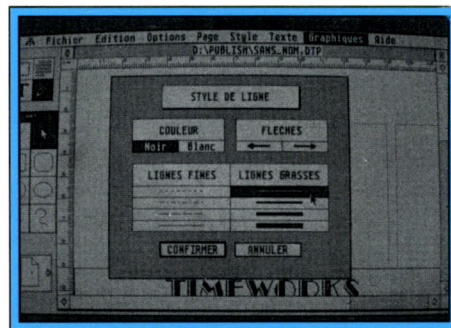 Fichier Edition Options Page Style Texte Graphiques Aide
D:\PUBLISH\SANS_NOM.DTP
STYLE DE LIGNE
COULEUR FLECHES
Noir Blanc
LIGNES FINES LIGNES GRASSES
CONFIRMER ANNULER
TIMEWORKS